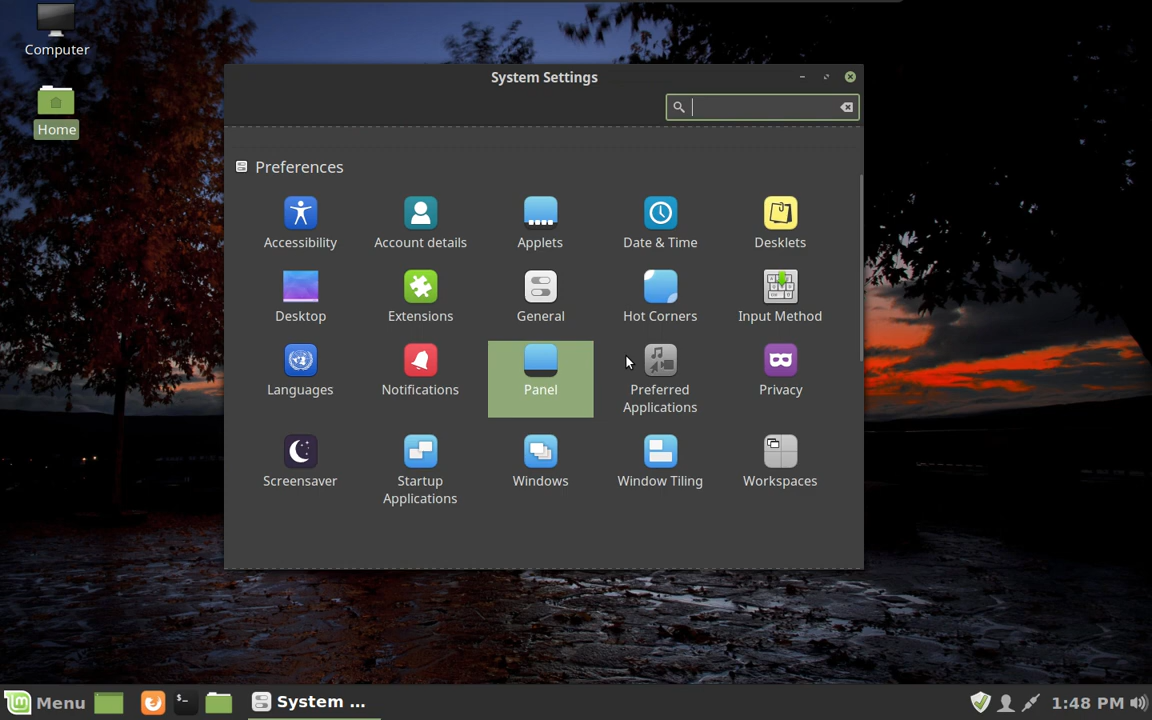 Computer
Home
System Settings
Preferences
Accessibility
Account details
Applets
Date & Time
Desklets
Desktop
Extensions
General
Hot Corners
Input Method
Languages
Notifications
Panel
Preferred
Applications
Privacy
Screensaver
Startup
Applications
Windows
Window Tiling
Workspaces
Menu
System ...
1:48 PM